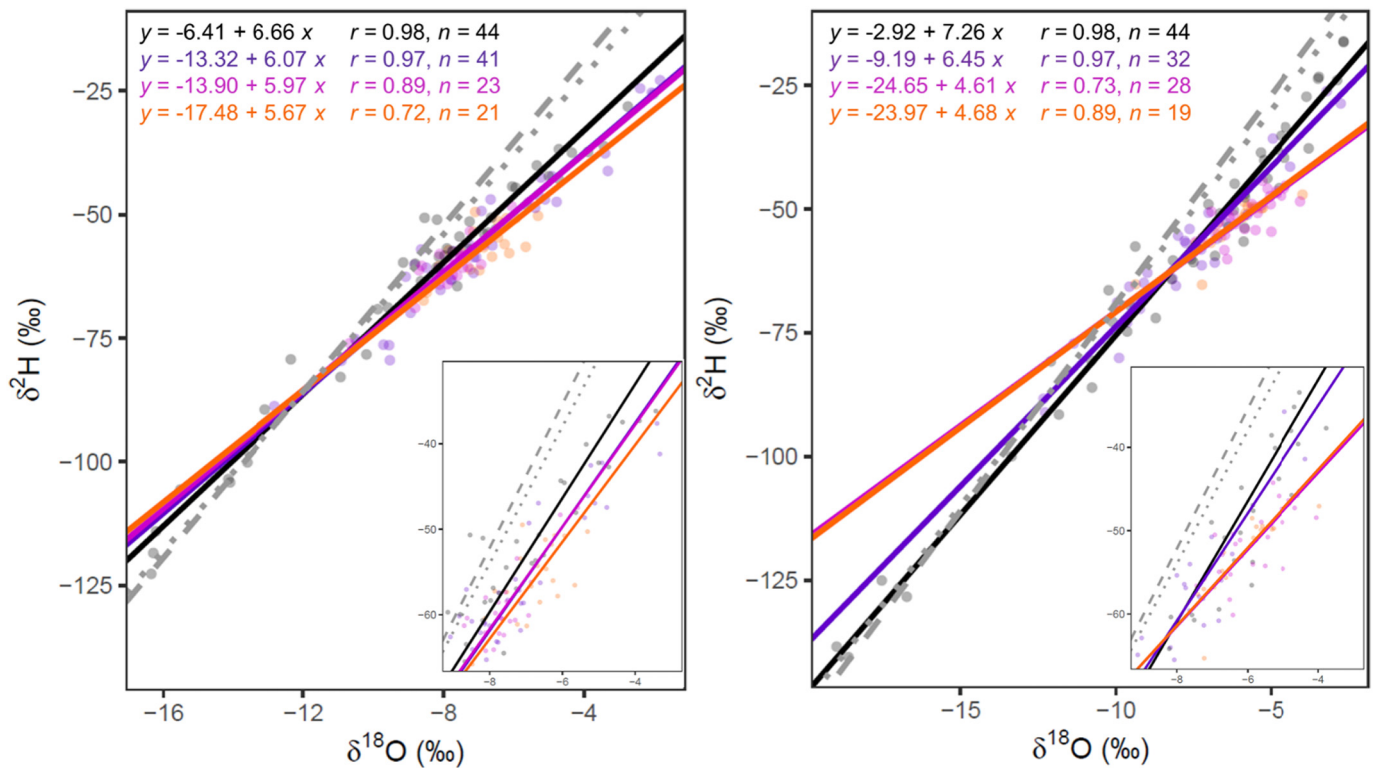 y = -6.41 + 6.66 x r = 0.98, n = 44
y = -13.32 + 6.07 x r = 0.97, n = 41
y = -13.90 + 5.97 x r = 0.89, n = 23
y = -17.48 + 5.67 x r = 0.72, n = 21
−25
−50
−75
−100
−125
δ²H (‰)
−40
−50
−60
−8 −6 −4
−16 −12 −8 −4
δ¹⁸O (‰)
y = -2.92 + 7.26 x r = 0.98, n = 44
y = -9.19 + 6.45 x r = 0.97, n = 32
y = -24.65 + 4.61 x r = 0.73, n = 28
y = -23.97 + 4.68 x r = 0.89, n = 19
−25
−50
−75
−100
−125
δ²H (‰)
−40
−50
−60
−8 −6 −4
−15 −10 −5
δ¹⁸O (‰)